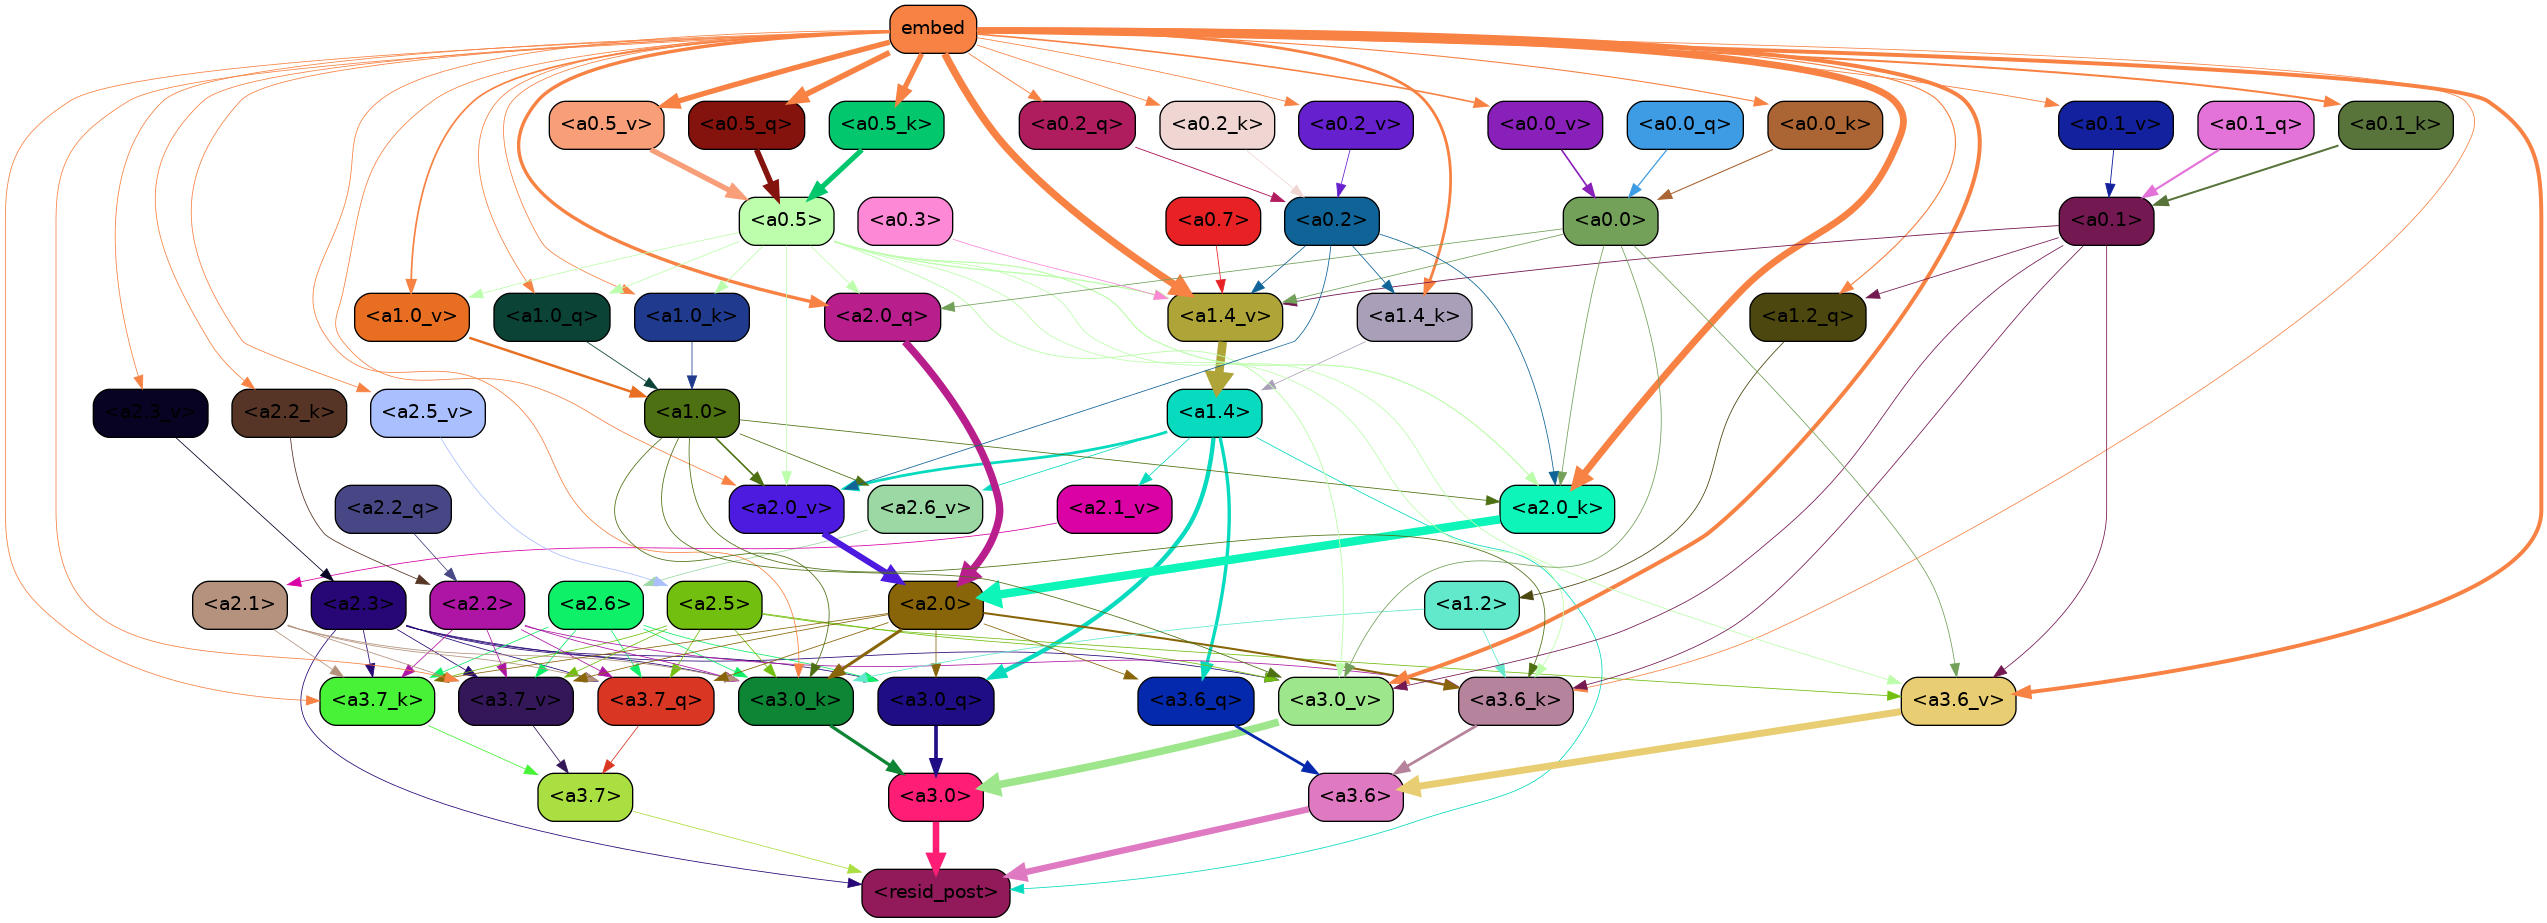 embed
<a0.5_v>
<a0.5_q>
<a0.5_k>
<a0.2_q>
<a0.2_k>
<a0.2_v>
<a0.0_v>
<a0.0_q>
<a0.0_k>
<a0.1_v>
<a0.1_q>
<a0.1_k>
<a0.5>
<a0.3>
<a0.7>
<a0.2>
<a0.0>
<a0.1>
<a1.0_v>
<a1.0_q>
<a1.0_k>
<a2.0_q>
<a1.4_v>
<a1.4_k>
<a1.2_q>
<a2.3_v>
<a2.2_k>
<a2.5_v>
<a1.0>
<a1.4>
<a2.2_q>
<a2.0_v>
<a2.6_v>
<a2.1_v>
<a2.0_k>
<a2.1>
<a2.3>
<a2.2>
<a2.6>
<a2.5>
<a2.0>
<a1.2>
<a3.7_k>
<a3.7_v>
<a3.7_q>
<a3.0_k>
<a3.0_q>
<a3.6_q>
<a3.0_v>
<a3.6_k>
<a3.6_v>
<a3.7>
<a3.0>
<a3.6>
<resid_post>